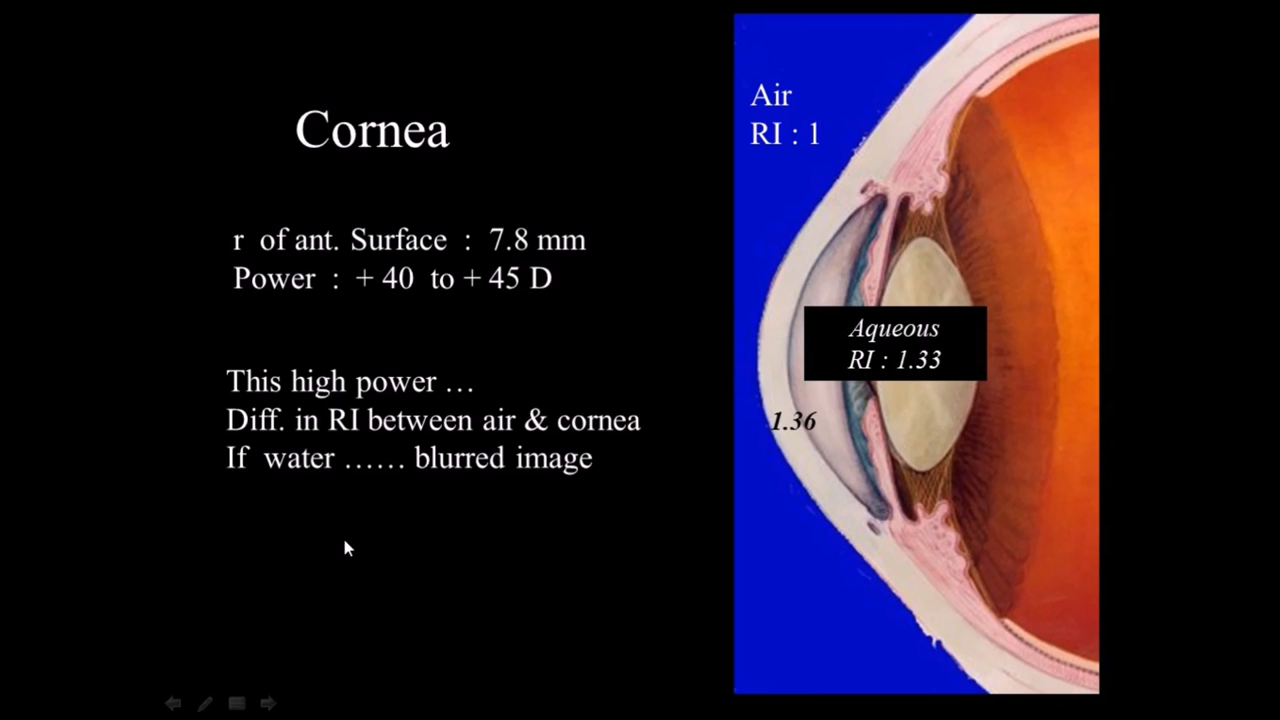 Cornea
r of ant. Surface : 7.8 mm
Power : + 40 to + 45 D
This high power …
Diff. in RI between air & cornea
If water …… blurred image
Air
RI : 1
Aqueous
RI : 1.33
1.36